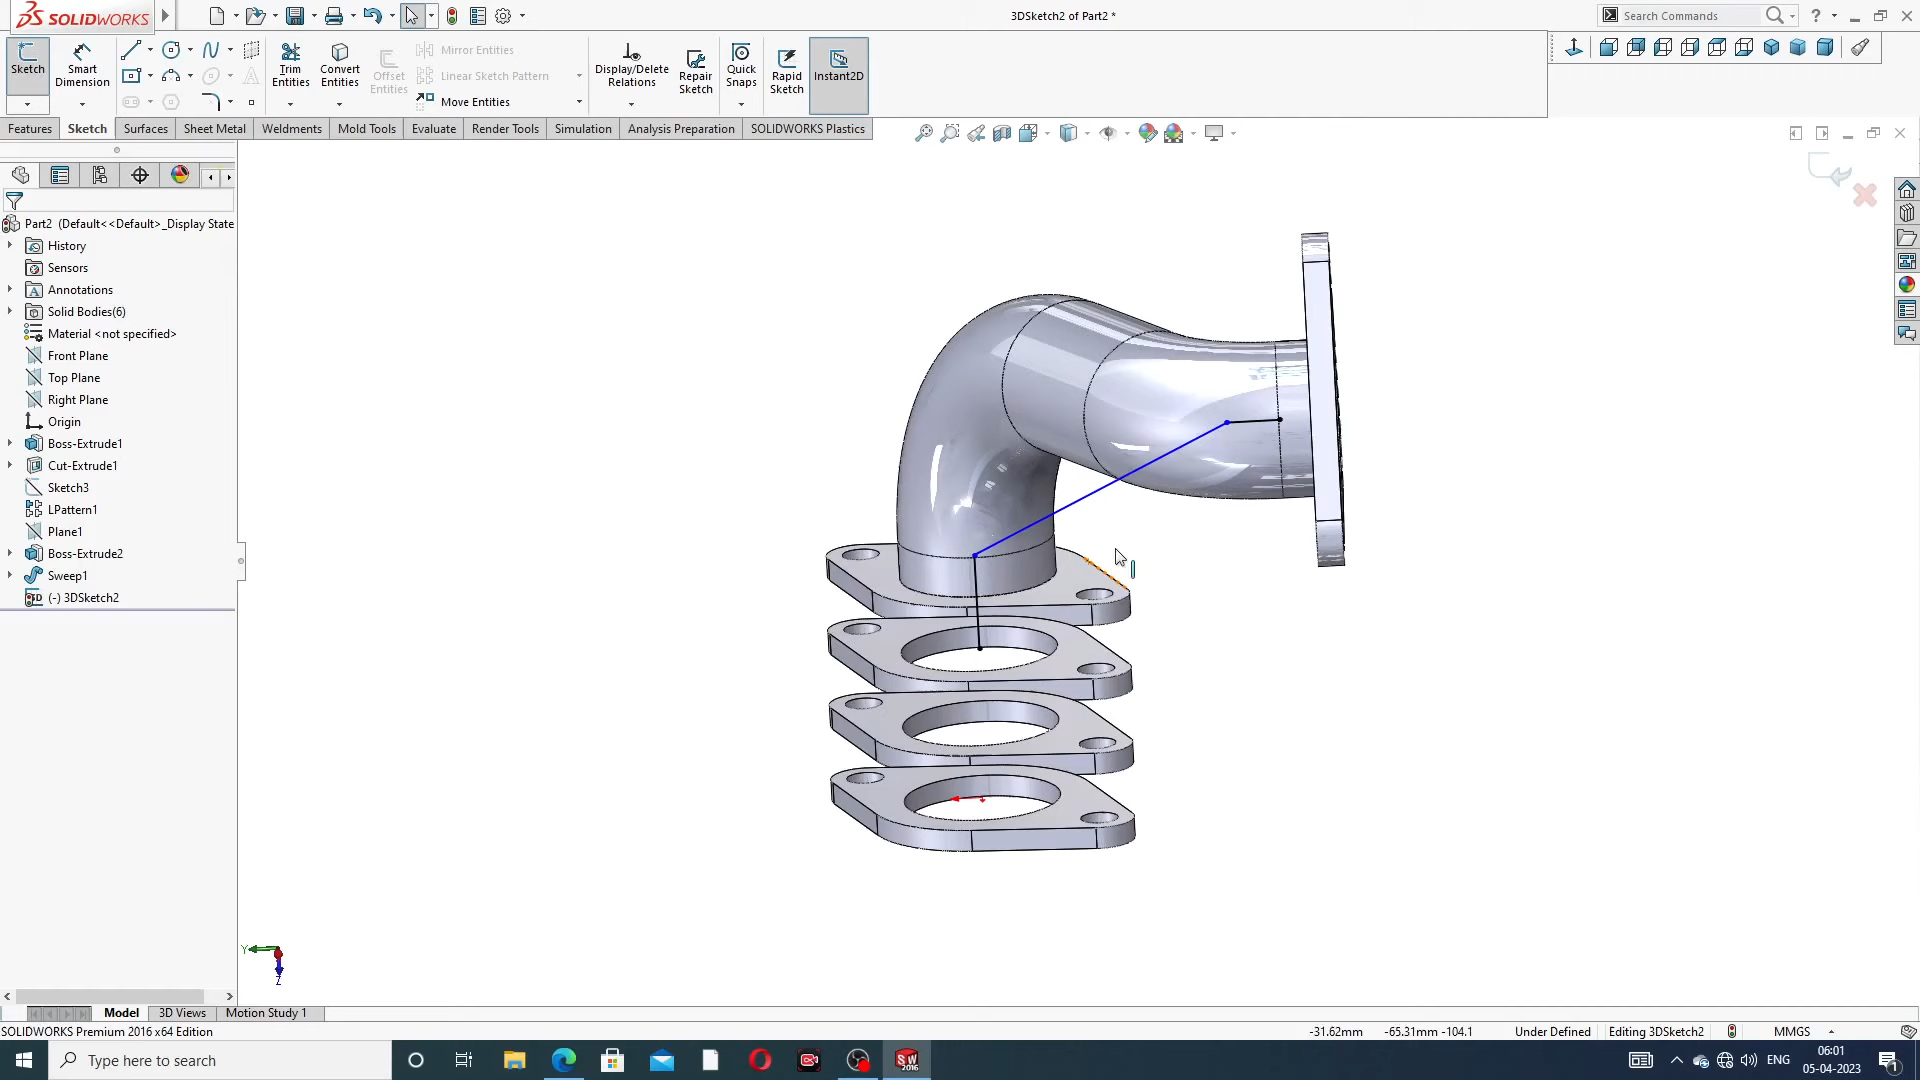 SOLIDWORKS
3DSketch2 of Part2 *
Search Commands
Sketch
Smart Dimension
Trim Entities
Convert Entities
Offset Entities
Mirror Entities
Linear Sketch Pattern
Move Entities
Display/Delete Relations
Repair Sketch
Quick Snaps
Rapid Sketch
Instant2D
Features
Sketch
Surfaces
Sheet Metal
Weldments
Mold Tools
Evaluate
Render Tools
Simulation
Analysis Preparation
SOLIDWORKS Plastics
Part2 (Default<<Default>_Display State
History
Sensors
Annotations
Solid Bodies(6)
Material <not specified>
Front Plane
Top Plane
Right Plane
Origin
Boss-Extrude1
Cut-Extrude1
Sketch3
LPattern1
Plane1
Boss-Extrude2
Sweep1
(-) 3DSketch2
Y
Z
Model
3D Views
Motion Study 1
SOLIDWORKS Premium 2016 x64 Edition
-31.62mm
-65.31mm -104.1
Under Defined
Editing 3DSketch2
MMGS
Type here to search
ENG
06:01
05-04-2023